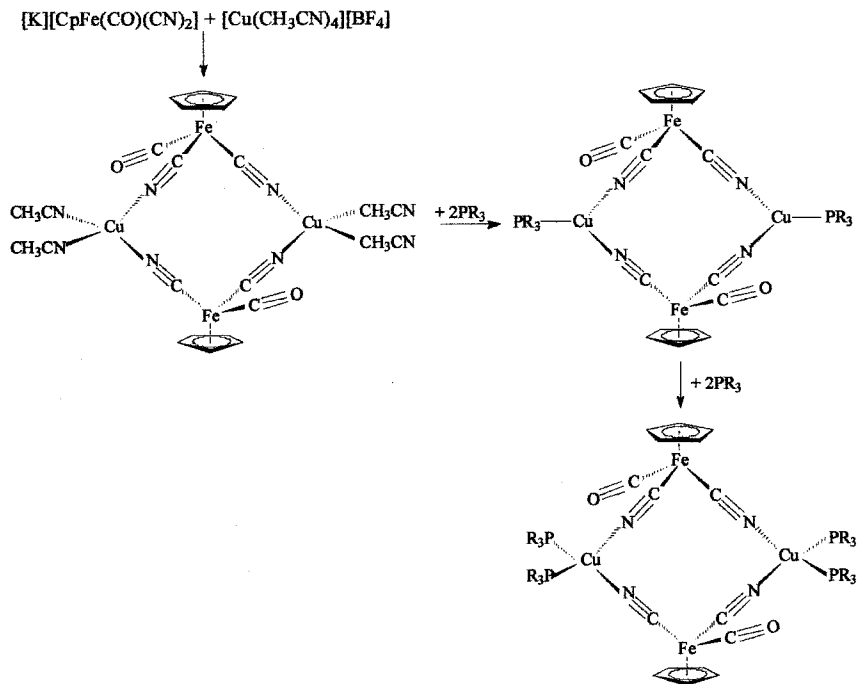 [K][CpFe(CO)(CN)2] + [Cu(CH3CN)4][BF4]
Fe
O C
C C
N N
CH3CN
CH3CN
Cu
Cu
CH3CN
CH3CN
N N
C C
C O
Fe
+ 2PR3
Fe
O C
C C
N N
PR3 Cu
Cu PR3
N N
C C
C O
Fe
+ 2PR3
Fe
O C
C C
N N
R3P
R3P
Cu
Cu
PR3
PR3
N N
C C
C O
Fe